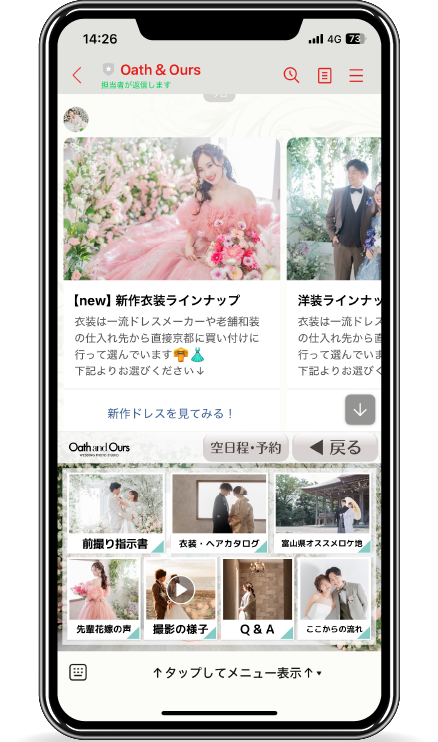 14:26
4G 73
Oath & Ours
担当者が返信します
【new】新作衣装ラインナップ
衣装は一流ドレスメーカーや老舗和装
の仕入れ先から直接京都に買い付けに
行って選んでいます👘👗
下記よりお選びください↓
新作ドレスを見てみる！
洋装ラインナッ
衣装は一流ドレス
の仕入れ先から直
行って選んでいま
下記よりお選びく
Oath and Ours
WEDDING PHOTO STUDIO
空日程・予約
◀戻る
前撮り指示書
衣装・ヘアカタログ
富山県オススメロケ地
先輩花嫁の声
撮影の様子
Q & A
ここからの流れ
↑タップしてメニュー表示↑▾